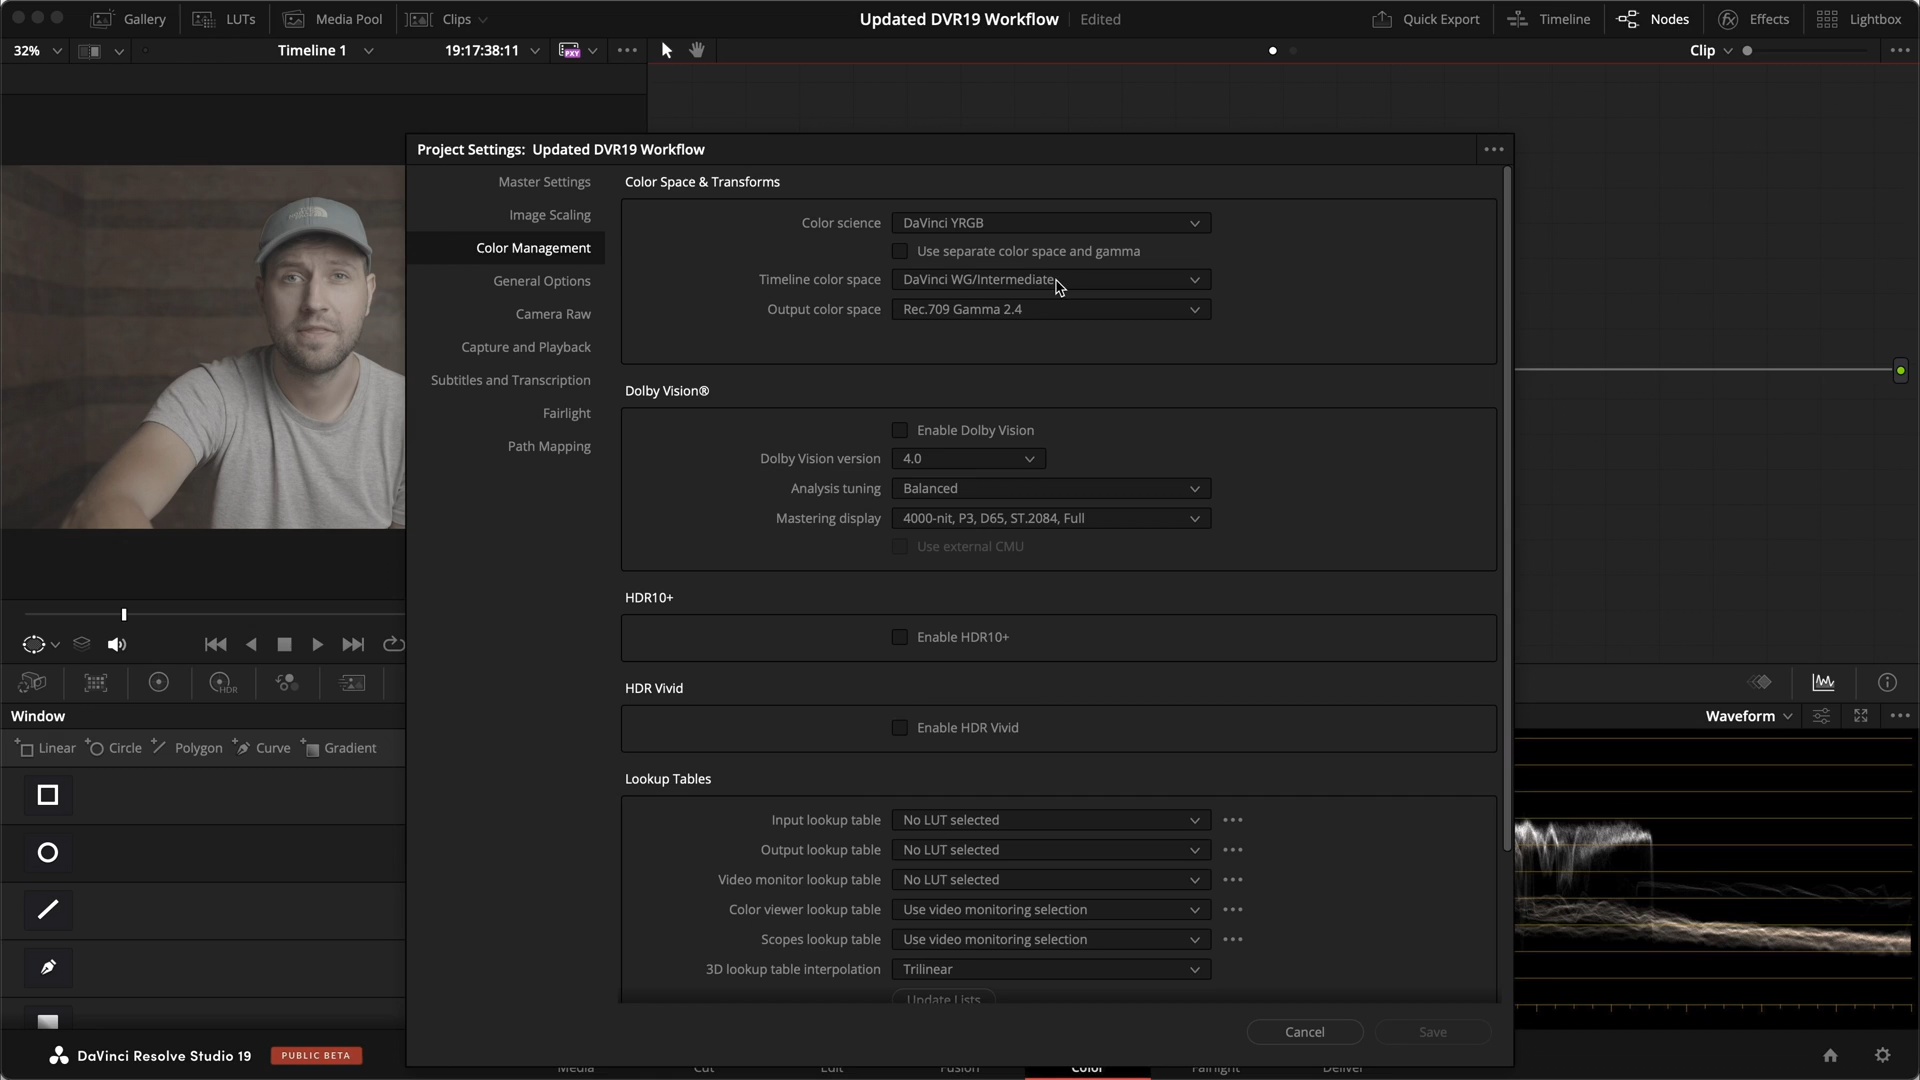 Gallery LUTs Media Pool Clips Updated DVR19 Workflow Edited Quick Export Timeline Nodes Effects Lightbox
32% Timeline 1 19:17:38:11 PXY Clip
Project Settings: Updated DVR19 Workflow
Master Settings
Image Scaling
Color Management
General Options
Camera Raw
Capture and Playback
Subtitles and Transcription
Fairlight
Path Mapping
Color Space & Transforms
Color science DaVinci YRGB
Use separate color space and gamma
Timeline color space DaVinci WG/Intermediate
Output color space Rec.709 Gamma 2.4
Dolby Vision®
Enable Dolby Vision
Dolby Vision version 4.0
Analysis tuning Balanced
Mastering display 4000-nit, P3, D65, ST.2084, Full
Use external CMU
HDR10+
Enable HDR10+
HDR Vivid
Enable HDR Vivid
Lookup Tables
Input lookup table No LUT selected
Output lookup table No LUT selected
Video monitor lookup table No LUT selected
Color viewer lookup table Use video monitoring selection
Scopes lookup table Use video monitoring selection
3D lookup table interpolation Trilinear
Update Lists
Cancel Save
HDR
Window
Linear Circle Polygon Curve Gradient
Waveform
DaVinci Resolve Studio 19 PUBLIC BETA
Media Cut Edit Fusion Color Fairlight Deliver